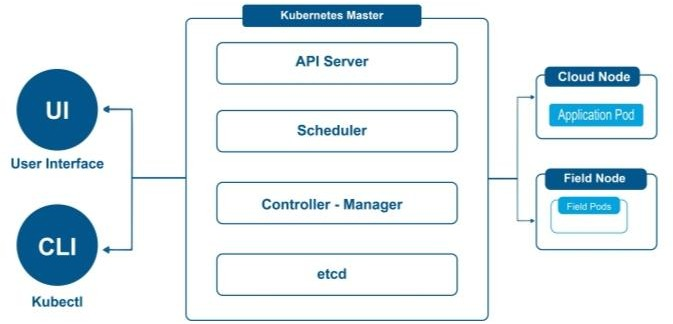 Kubernetes Master
API Server
Scheduler
Controller - Manager
etcd
UI
User Interface
CLI
Kubectl
Cloud Node
Application Pod
Field Node
Field Pods